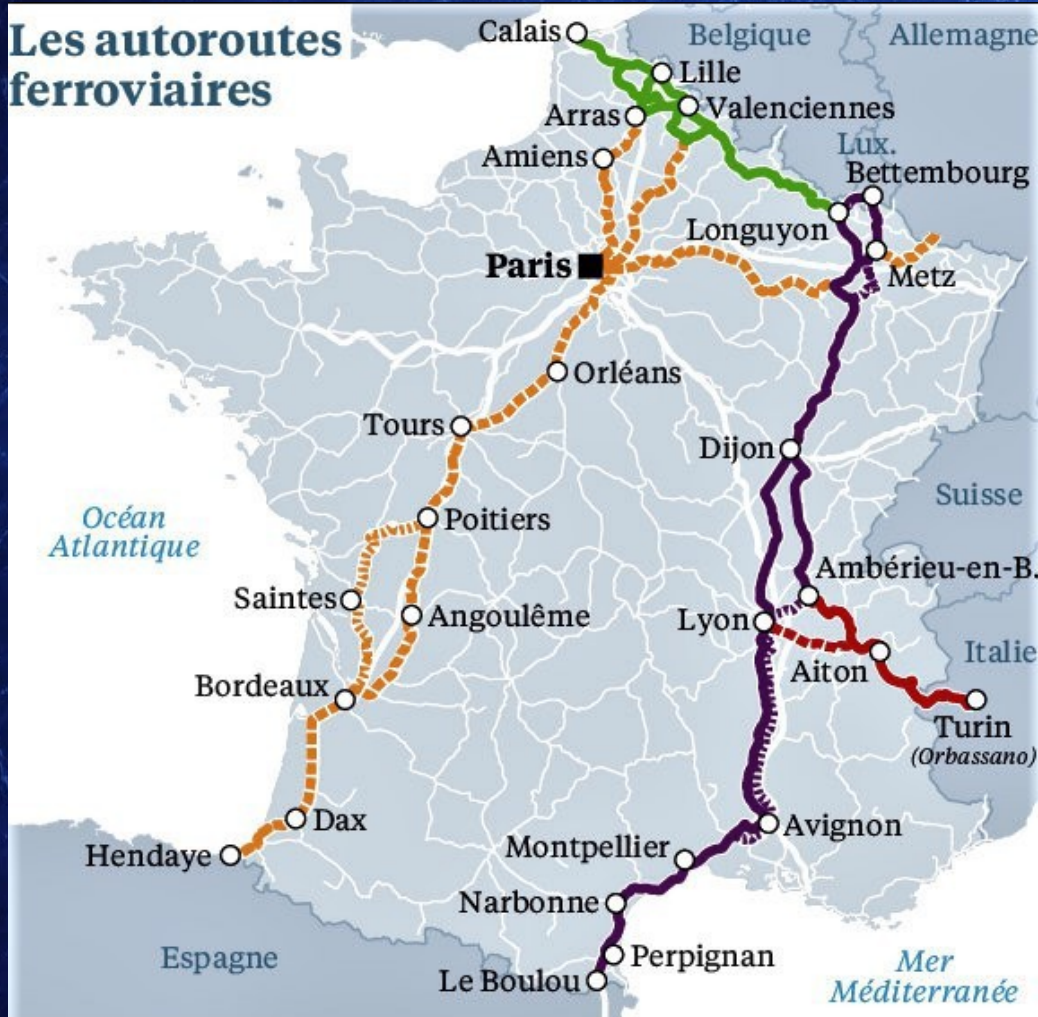 Les autoroutes
ferroviaires
Calais
Belgique
Allemagne
Lille
Valenciennes
Arras
Amiens
Lux.
Bettembourg
Longuyon
Paris
Metz
Orléans
Tours
Dijon
Suisse
Océan
Atlantique
Poitiers
Ambérieu-en-B.
Saintes
Angoulême
Lyon
Aiton
Italie
Bordeaux
Turin
(Orbassano)
Dax
Avignon
Hendaye
Montpellier
Narbonne
Espagne
Perpignan
Le Boulou
Mer
Méditerranée